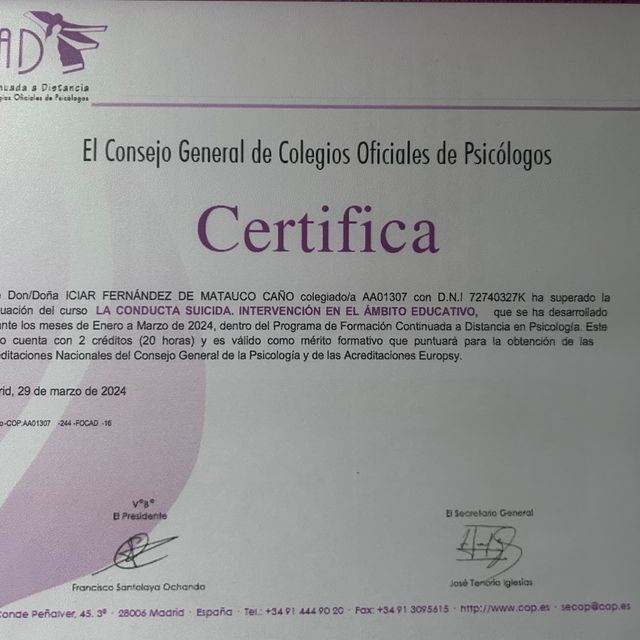 AD
nuada a Distancia
gios Oficiales de Psicólogos
El Consejo General de Colegios Oficiales de Psicólogos
Certifica
e Don/Doña ICIAR FERNÁNDEZ DE MATAUCO CAÑO colegiado/a AA01307 con D.N.I 72740327K ha superado la
uación del curso LA CONDUCTA SUICIDA. INTERVENCIÓN EN EL ÁMBITO EDUCATIVO, que se ha desarrollado
ante los meses de Enero a Marzo de 2024, dentro del Programa de Formación Continuada a Distancia en Psicología. Este
o cuenta con 2 créditos (20 horas) y es válido como mérito formativo que puntuará para la obtención de las
editaciones Nacionales del Consejo General de la Psicología y de las Acreditaciones Europsy.
rid, 29 de marzo de 2024
o-COP:AA01307 -244 -FOCAD -16
VºBº
El Presidente
El Secretario General
Francisco Santolaya Ochando
José Tenorio Iglesias
onde Peñalver, 45. 3º · 28006 Madrid · España · Tel.: +34 91 444 90 20 · Fax: +34 91 3095615 · http://www.cop.es · secop@cop.es